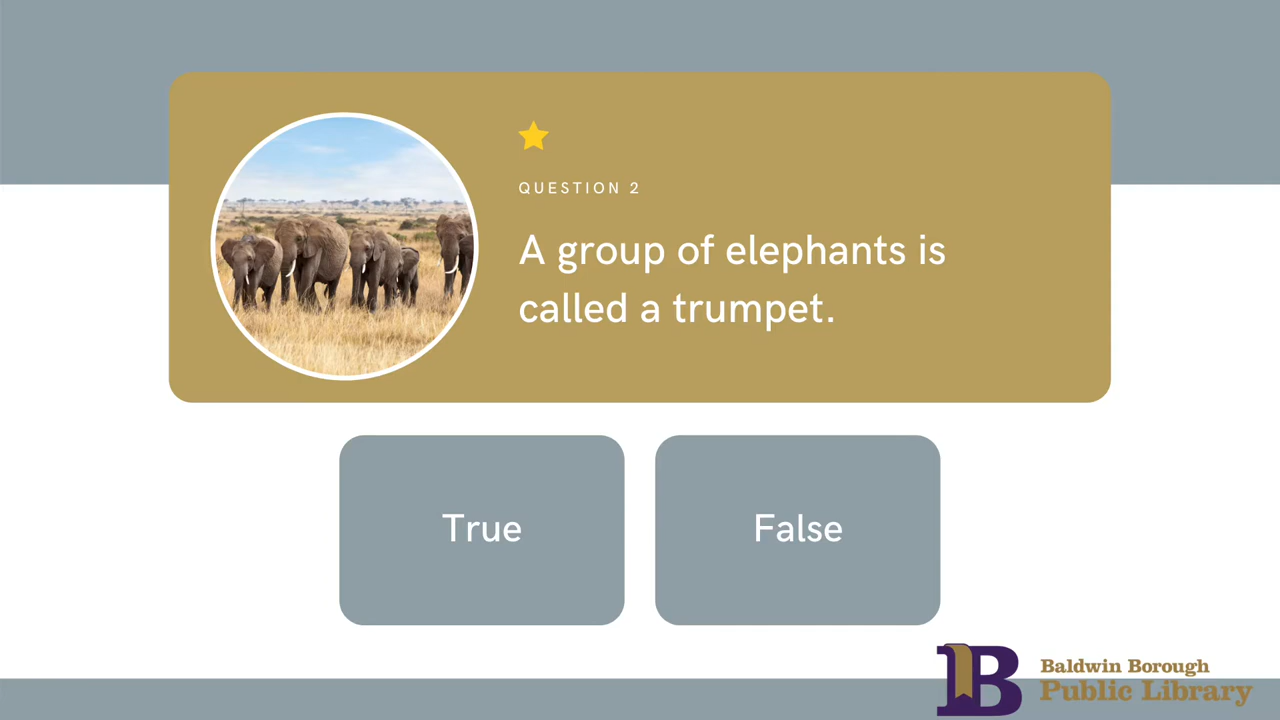 QUESTION 2
A group of elephants is
called a trumpet.
True
False
B
Baldwin Borough
Public Library